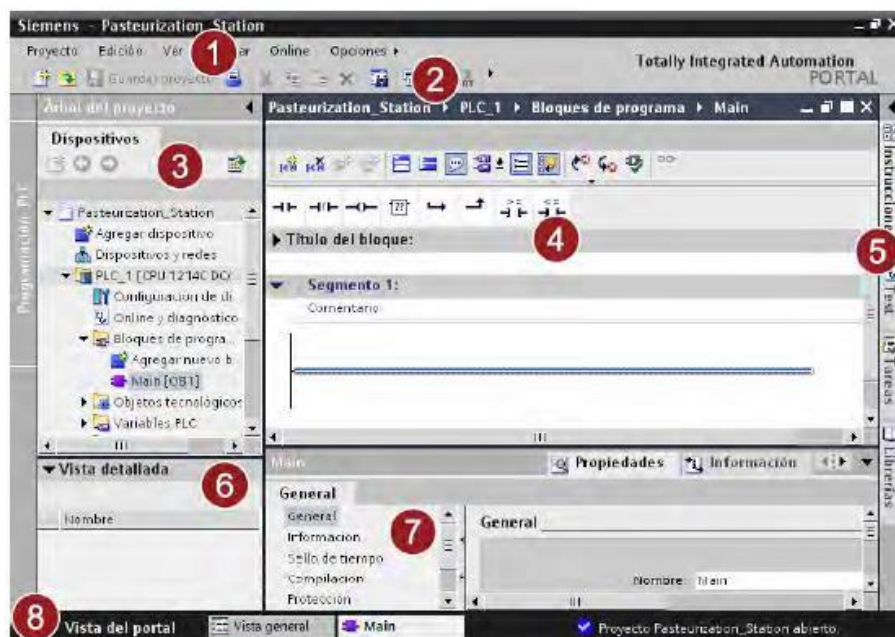 Siemens - Pasteurization_Station
Proyecto Edición Ver Online Opciones
1
Guardar proyecto
2
Totally Integrated Automation
PORTAL
Árbol del proyecto
Pasteurization_Station PLC_1 Bloques de programa Main
Dispositivos
3
Programación PLC
Pasteurization_Station
Agregar dispositivo
Dispositivos y redes
PLC_1 [CPU 1214C DC/
Configuración de di
Online y diagnóstico
Bloques de progra..
Agregar nuevo b
Main [OB1]
Objetos tecnológicos
Variables PLC
4
Título del bloque:
Segmento 1:
Comentario
5
Instrucciones
Test
Tareas
Librerías
Vista detallada
6
Nombre
Main
Propiedades Información
General
7
General
Información
Sello de tiempo
Compilación
Protección
General
Nombre: Main
8
Vista del portal Vista general Main
Proyecto Pasteurization_Station abierto.